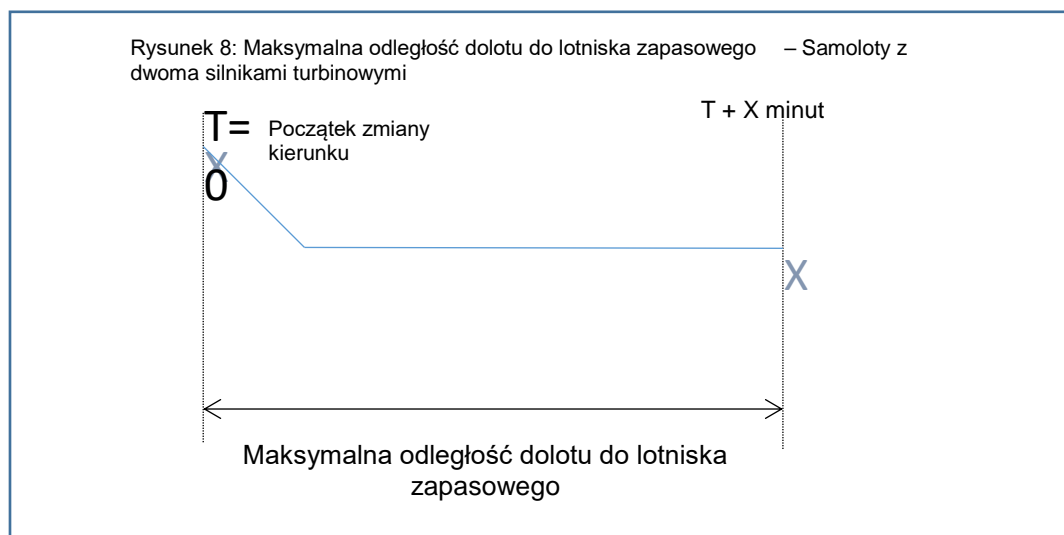 Rysunek 8: Maksymalna odległość dolotu do lotniska zapasowego – Samoloty z
dwoma silnikami turbinowymi
T + X minut
T=
0
Początek zmiany
kierunku
X
X
Maksymalna odległość dolotu do lotniska
zapasowego